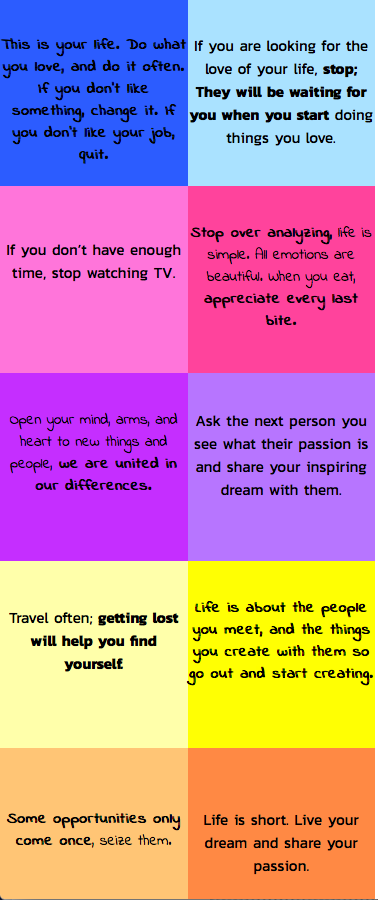 This is your life. Do what
you love, and do it often.
If you don't like
something, change it. If
you don't like your job,
quit.
If you are looking for the
love of your life, stop;
They will be waiting for
you when you start doing
things you love.
If you don't have enough
time, stop watching TV.
Stop over analyzing, life is
simple. All emotions are
beautiful. When you eat,
appreciate every last
bite.
Open your mind, arms, and
heart to new things and
people, we are united in
our differences.
Ask the next person you
see what their passion is
and share your inspiring
dream with them.
Travel often; getting lost
will help you find
yourself.
Life is about the people
you meet, and the things
you create with them so
go out and start creating.
Some opportunities only
come once, seize them.
Life is short. Live your
dream and share your
passion.